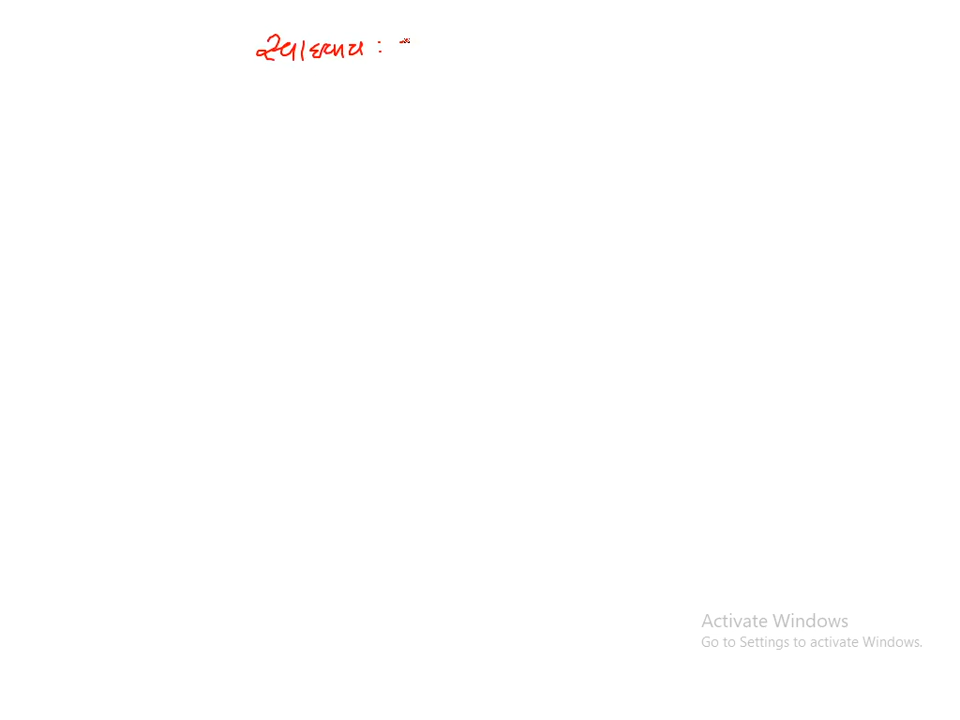 સ્વાધ્યાય : -
Activate Windows
Go to Settings to activate Windows.